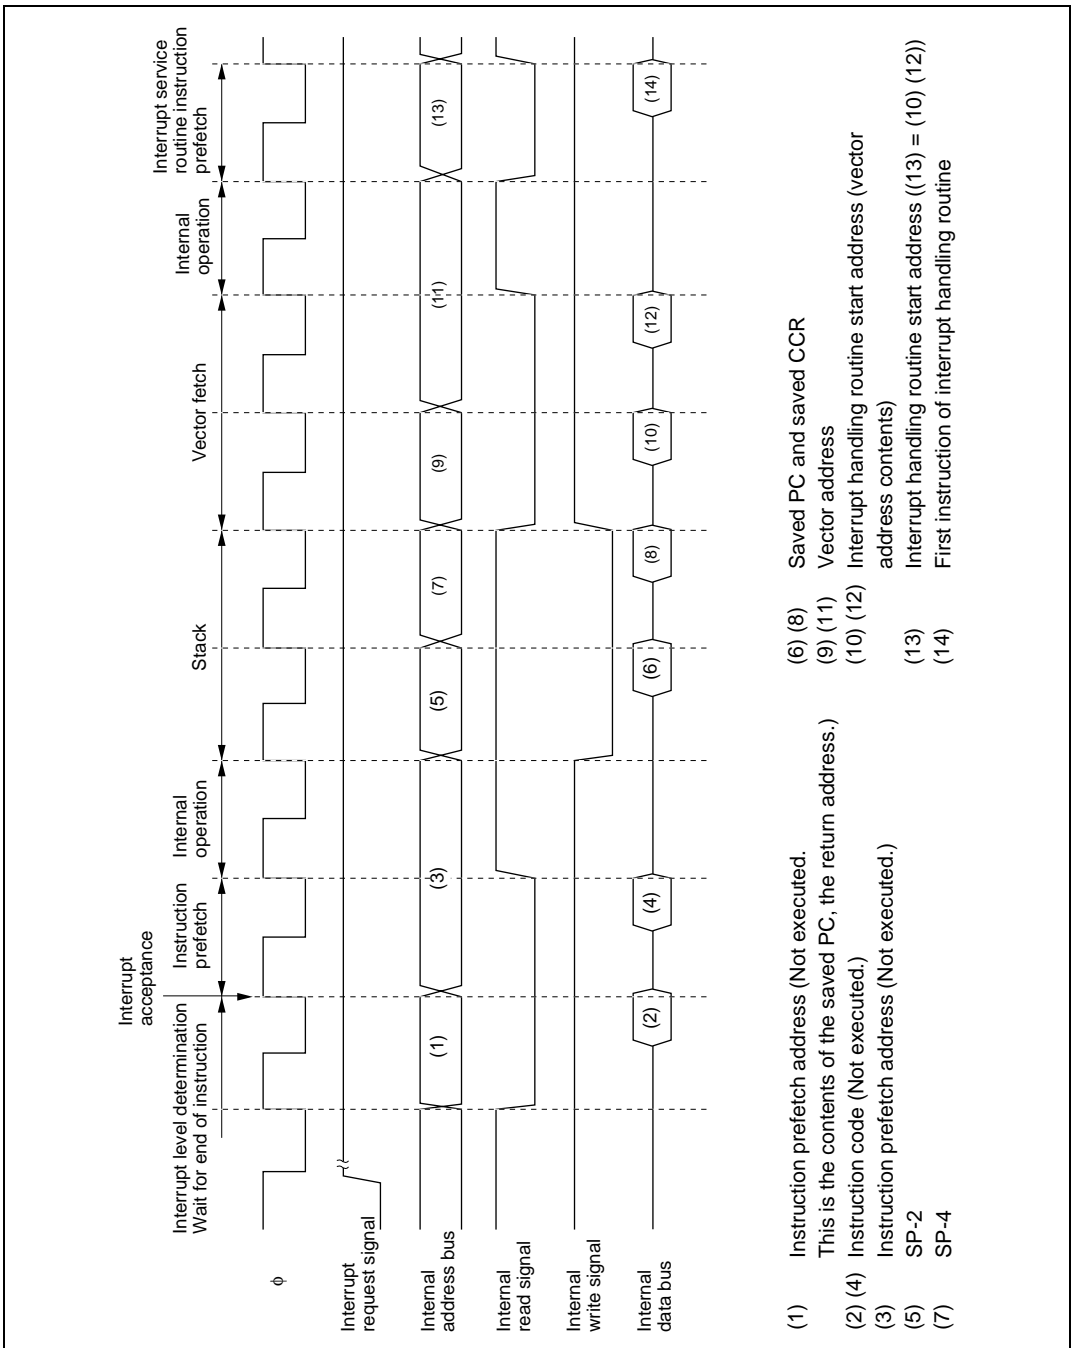 Interrupt
acceptance
Interrupt level determination
Wait for end of instruction
Instruction
prefetch
Internal
operation
Stack
Vector fetch
Internal
operation
Interrupt service
routine instruction
prefetch
φ
Interrupt
request signal
Internal
address bus
(1)
(3)
(5)
(7)
(9)
(11)
(13)
Internal
read signal
Internal
write signal
Internal
data bus
(2)
(4)
(6)
(8)
(10)
(12)
(14)
(1) Instruction prefetch address (Not executed.
This is the contents of the saved PC, the return address.)
(2) (4) Instruction code (Not executed.)
(3) Instruction prefetch address (Not executed.)
(5) SP-2
(7) SP-4
(6) (8) Saved PC and saved CCR
(9) (11) Vector address
(10) (12) Interrupt handling routine start address (vector
address contents)
(13) Interrupt handling routine start address ((13) = (10) (12))
(14) First instruction of interrupt handling routine